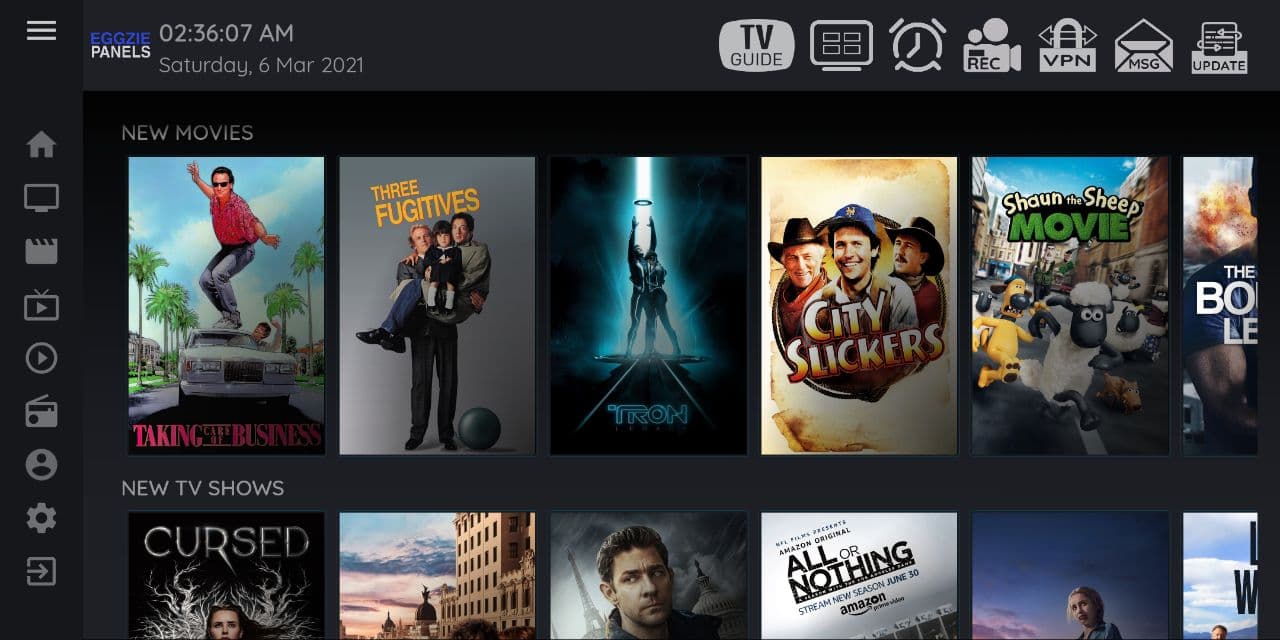 EGGZIE
PANELS
02:36:07 AM
Saturday, 6 Mar 2021
TV
GUIDE
REC
VPN
MSG
UPDATE
NEW MOVIES
TAKING CARE OF BUSINESS
THREE
FUGITIVES
TRON
LEGACY
CITY
SLICKERS
Shaun the Sheep
MOVIE
THE
BO
LE
NEW TV SHOWS
CURSED
NFL FILMS PRESENTS
AMAZON ORIGINAL
ALL OR
NOTHING
STREAM NEW SEASON JUNE 30
amazon prime video
W